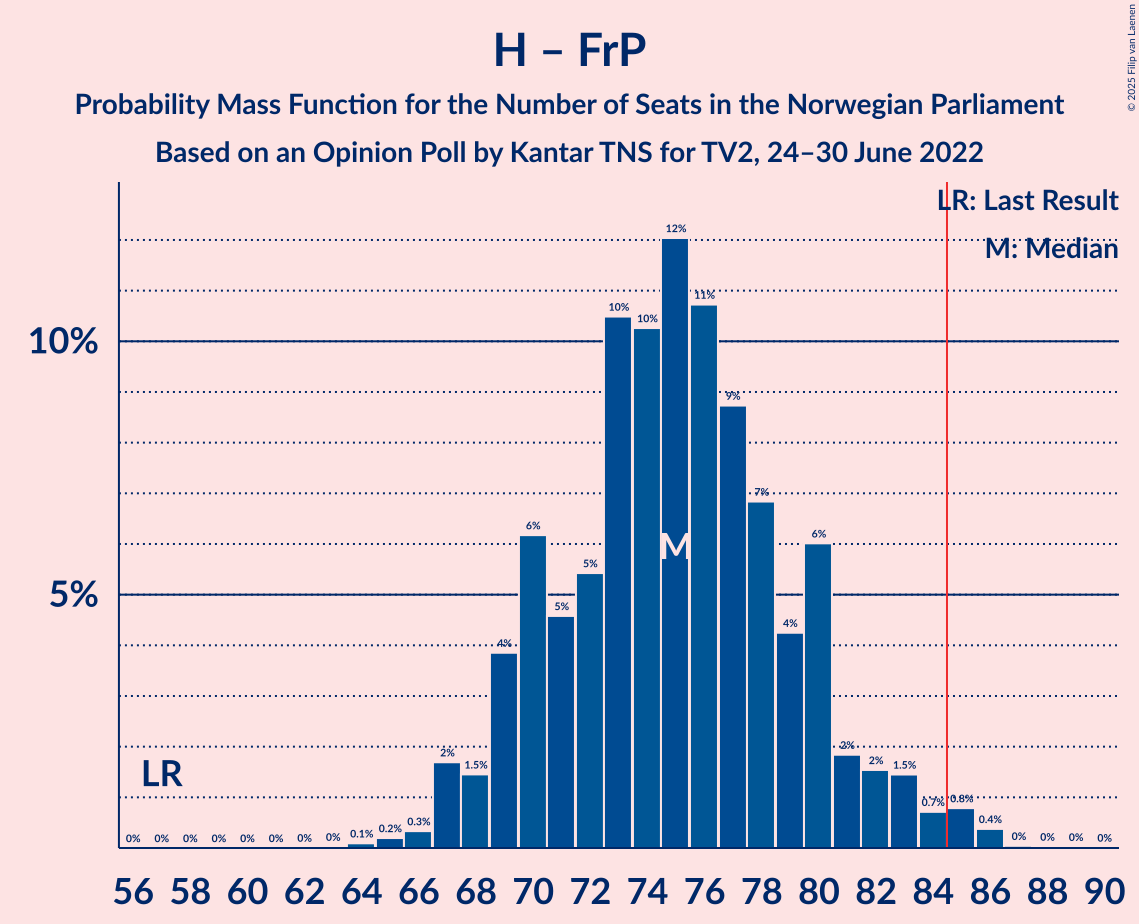 H – FrP
Probability Mass Function for the Number of Seats in the Norwegian Parliament
Based on an Opinion Poll by Kantar TNS for TV2, 24–30 June 2022
© 2025 Filip van Laenen
LR: Last Result
M: Median
10%
5%
LR
M
0% 0% 0% 0% 0% 0% 0% 0% 0.1% 0.2% 0.3% 2% 1.5% 4% 6% 5% 5% 10% 10% 12% 11% 9% 7% 4% 6% 2% 2% 1.5% 0.7% 0.8% 0.4% 0% 0% 0% 0%
56 58 60 62 64 66 68 70 72 74 76 78 80 82 84 86 88 90